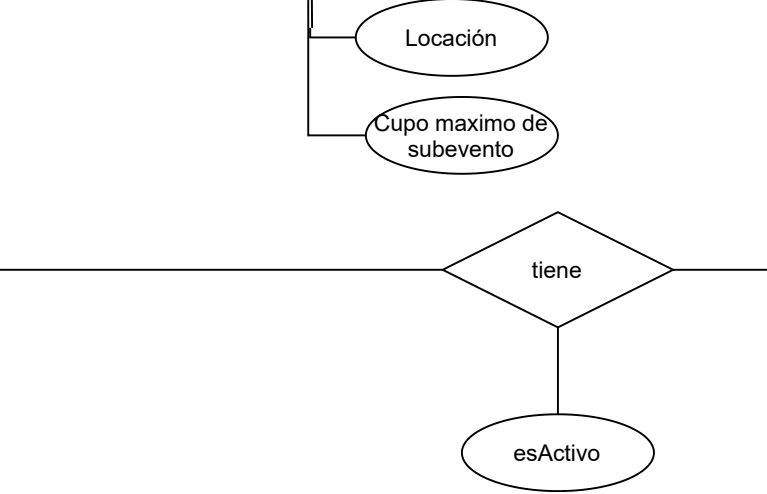 Locación
Cupo maximo de
subevento
tiene
esActivo